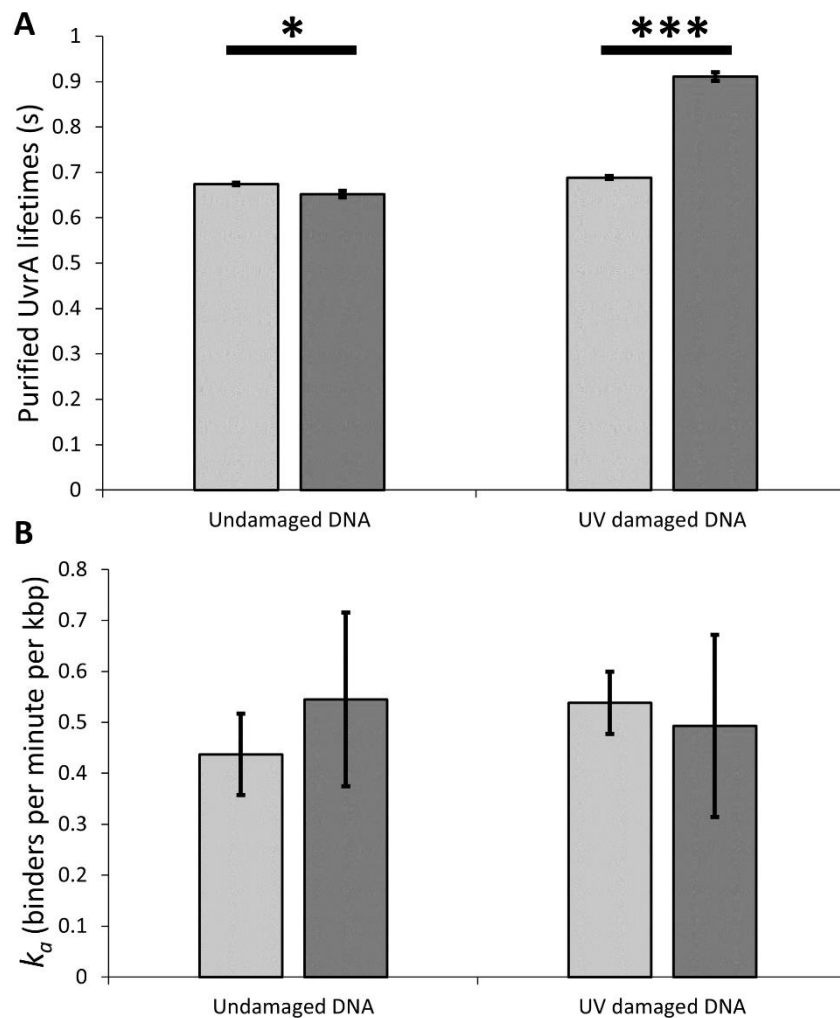 A
*
***
1
0.9
0.8
0.7
0.6
0.5
0.4
0.3
0.2
0.1
0
Purified UvrA lifetimes (s)
Undamaged DNA
UV damaged DNA
B
0.8
0.7
0.6
0.5
0.4
0.3
0.2
0.1
0
ka (binders per minute per kbp)
Undamaged DNA
UV damaged DNA